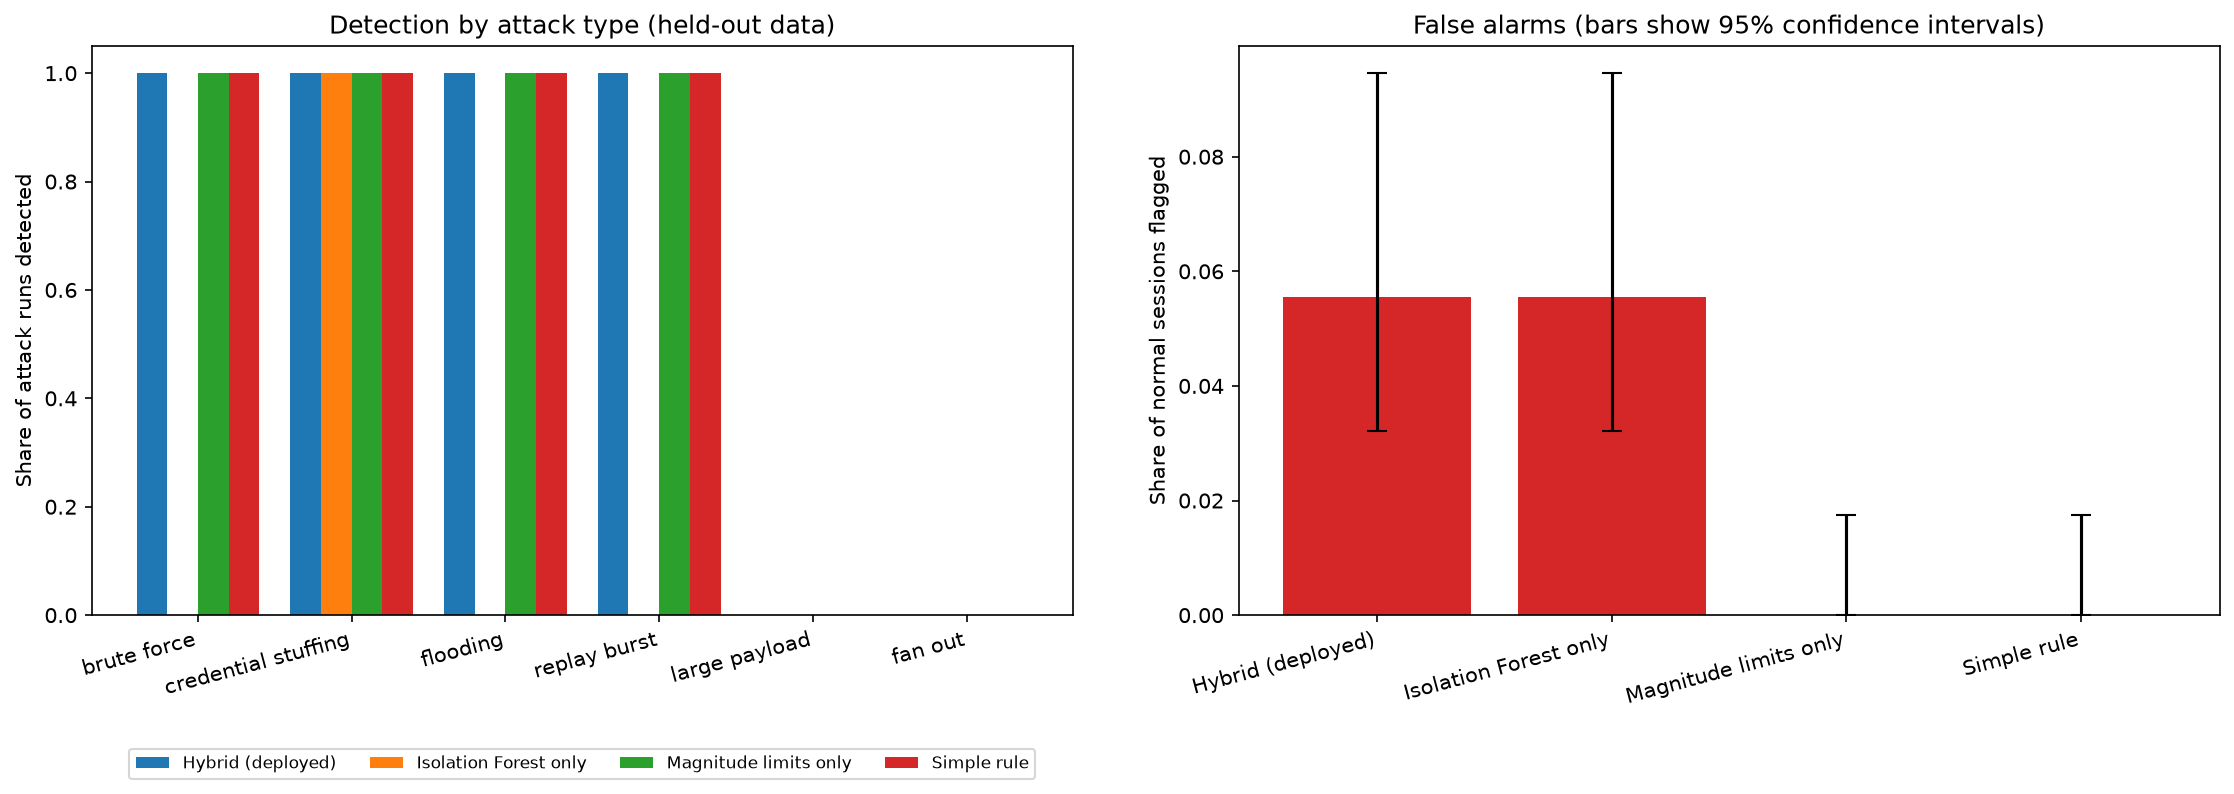 Detection by attack type (held-out data)
Share of attack runs detected
1.0
0.8
0.6
0.4
0.2
0.0
brute force
credential stuffing
flooding
replay burst
large payload
fan out
Hybrid (deployed)
Isolation Forest only
Magnitude limits only
Simple rule
False alarms (bars show 95% confidence intervals)
Share of normal sessions flagged
0.08
0.06
0.04
0.02
0.00
Hybrid (deployed)
Isolation Forest only
Magnitude limits only
Simple rule